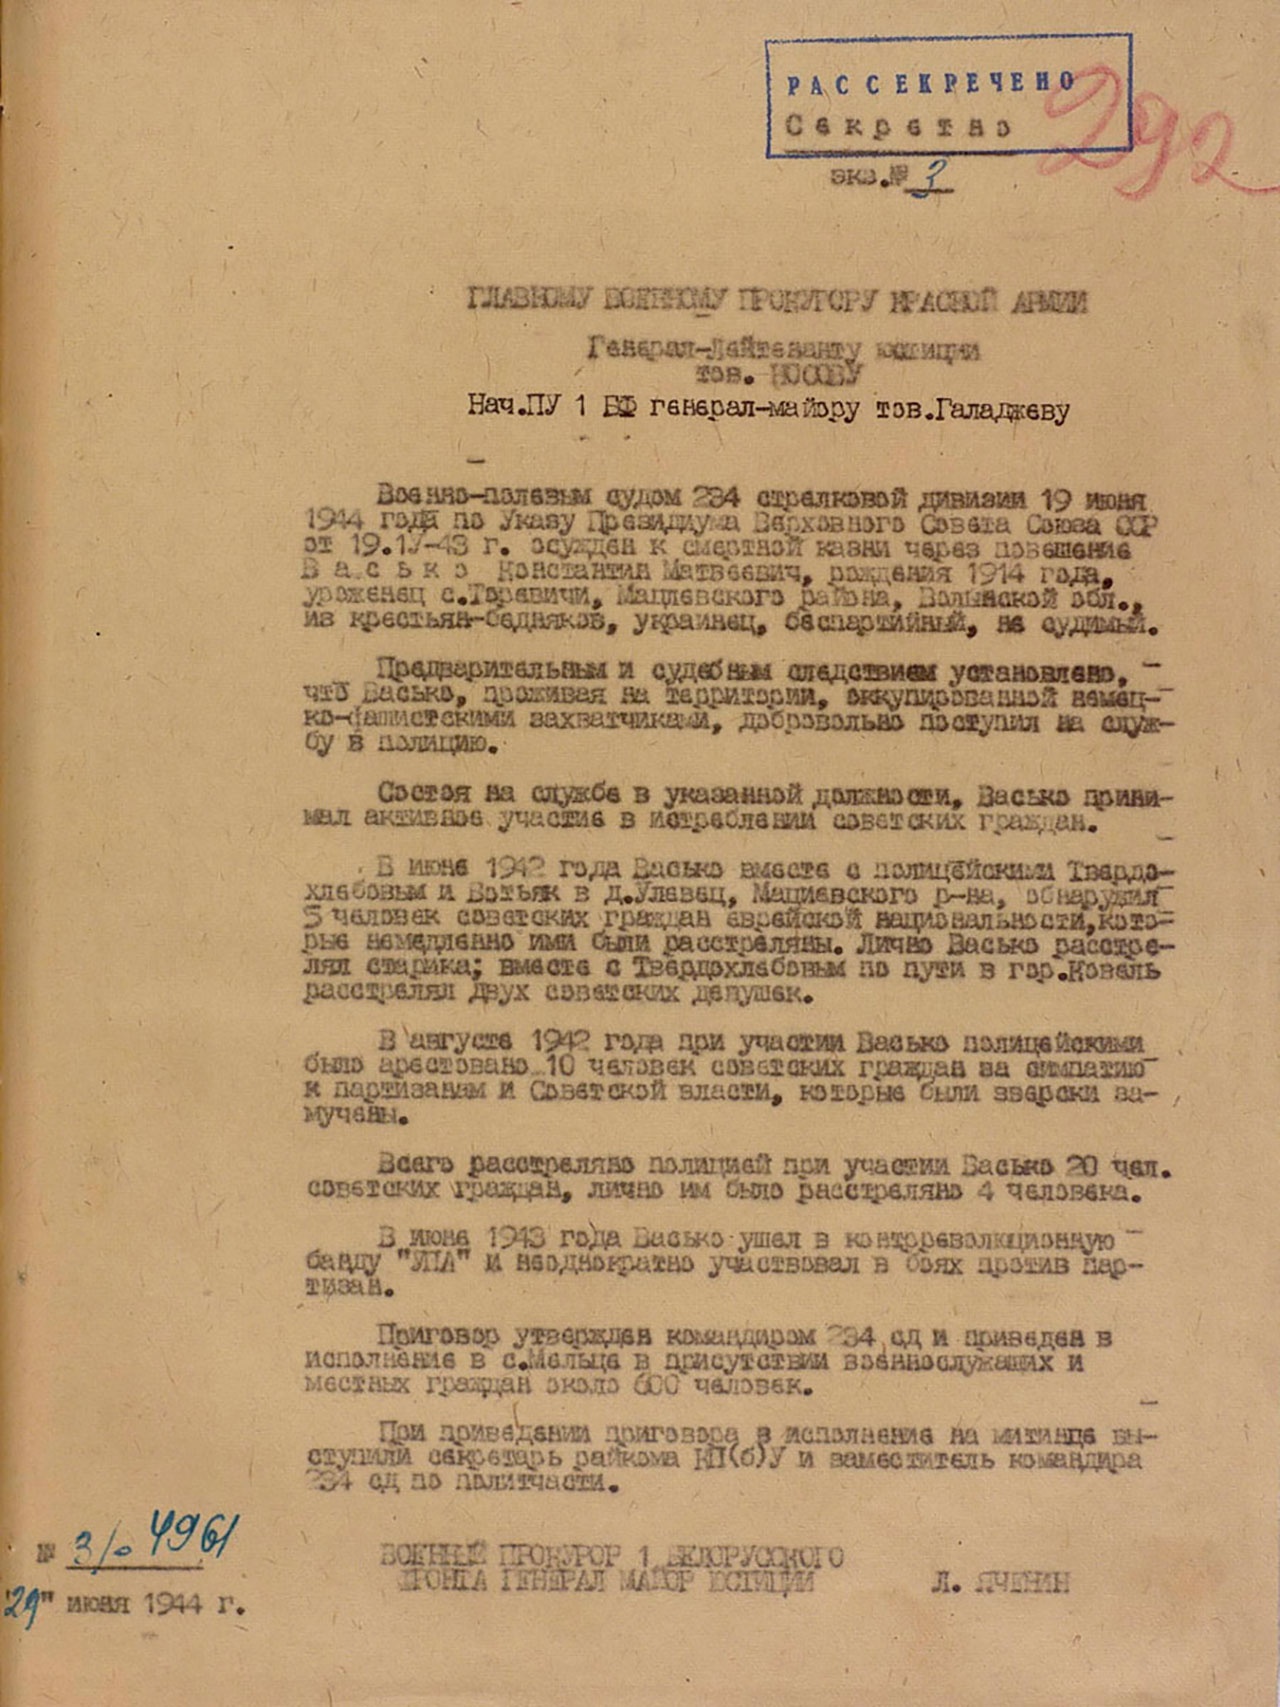 РАССЕКРЕЧЕНО
Секретно
292
экз.№ 3
ГЛАВНОМУ ВОЕННОМУ ПРОКУРОРУ КРАСНОЙ АРМИИ
Генерал-Лейтенанту юстиции
тов. НОСОВУ
Нач.ПУ 1 БФ генерал-майору тов.Галаджеву
Военно-полевым судом 234 стрелковой дивизии 19 июня
1944 года по Указу Президиума Верховного Совета Союза ССР
от 19.1У-43 г. осужден к смертной казни через повешение
В а с ь к о Константин Матвеевич, рождения 1914 года,
уроженец с.Торевичи, Мациевского района, Волынской обл.,
из крестьян-бедняков, украинец, беспартийный, не судимый.
Предварительным и судебным следствием установлено,
что Васько, проживая на территории, оккупированной немец-
ко-фашистскими захватчиками, добровольно поступил на служ-
бу в полицию.
Состоя на службе в указанной должности, Васько прини-
мал активное участие в истреблении советских граждан.
В июне 1942 года Васько вместе с полицейскими Твердо-
хлебовым и Вотьяк в д.Улевец, Мациевского р-на, обнаружил
5 человек советских граждан еврейской национальности,кото-
рые немедленно ими были расстреляны. Лично Васько расстре-
лял старика; вместе с Твердохлебовым по пути в гор.Ковель
расстрелял двух советских девушек.
В августе 1942 года при участии Васько полицейскими
было арестовано 10 человек советских граждан за симпатию
к партизанам и Советской власти, которые были зверски за-
мучены.
Всего расстреляно полицией при участии Васько 20 чел.
советских граждан, лично им было расстреляно 4 человека.
В июне 1943 года Васько ушел в контрреволюционную
банду "УПА" и неоднократно участвовал в боях против пар-
тизан.
Приговор утвержден командиром 234 сд и приведен в
исполнение в с.Мельце в присутствии военнослужащих и
местных граждан около 600 человек.
При приведении приговора в исполнение на митинге вы-
ступили секретарь райкома КП(б)У и заместитель командира
234 сд по политчасти.
№ 3/о 4961
"29" июня 1944 г.
ВОЕННЫЙ ПРОКУРОР 1 БЕЛОРУССКОГО
ФРОНТА ГЕНЕРАЛ МАЙОР ЮСТИЦИИ Л. ЯЧЕНИН